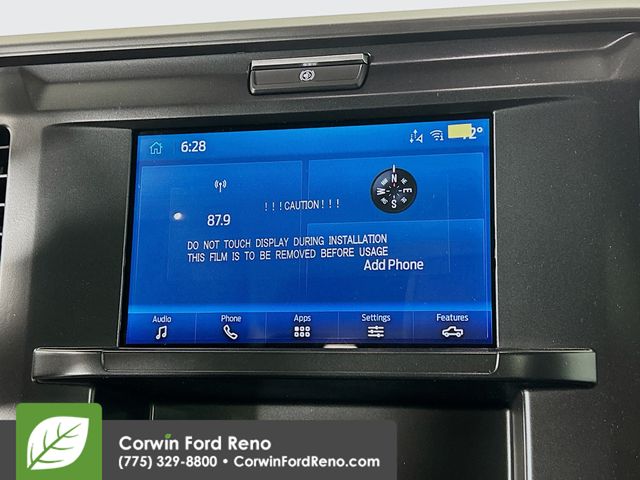 6:28
2°
87.9
! ! ! CAUTION ! ! !
N
W E
S
DO NOT TOUCH DISPLAY DURING INSTALLATION
THIS FILM IS TO BE REMOVED BEFORE USAGE
Add Phone
Audio Phone Apps Settings Features
Corwin Ford Reno
(775) 329-8800 • CorwinFordReno.com